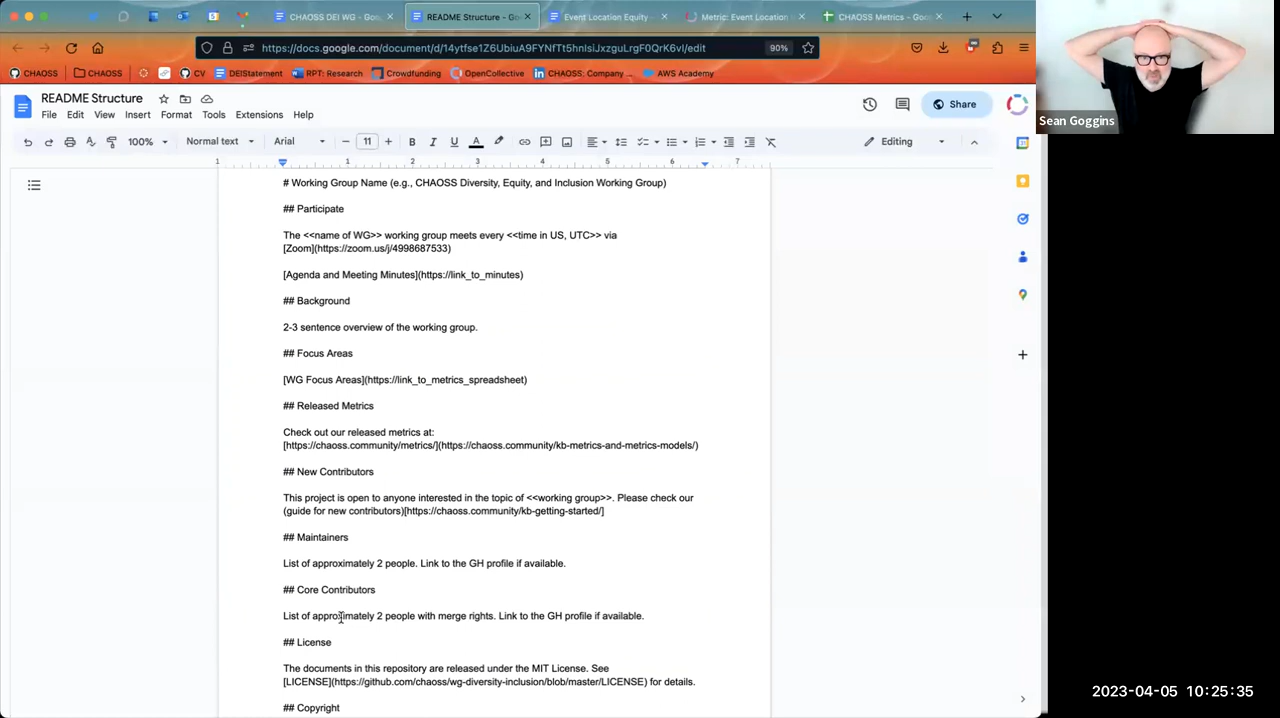 CHAOSS DEI WG - Goo
README Structure - Go
Event Location Equity -
Metric: Event Location
CHAOSS Metrics - Goo
https://docs.google.com/document/d/14ytfse1Z6UbiuA9FYNfTt5hnIsiJxzguLrgF0QrK6vI/edit
90%
CHAOSS
CHAOSS
CV
DEIStatement
RPT: Research
Crowdfunding
OpenCollective
CHAOSS: Company ...
AWS Academy
README Structure
File Edit View Insert Format Tools Extensions Help
Share
100%
Normal text
Arial
11
Editing
1 1 2 3 4 5 6 7
# Working Group Name (e.g., CHAOSS Diversity, Equity, and Inclusion Working Group)
## Participate
The <<name of WG>> working group meets every <<time in US, UTC>> via
[Zoom](https://zoom.us/j/4998687533)
[Agenda and Meeting Minutes](https://link_to_minutes)
## Background
2-3 sentence overview of the working group.
## Focus Areas
[WG Focus Areas](https://link_to_metrics_spreadsheet)
## Released Metrics
Check out our released metrics at:
[https://chaoss.community/metrics/](https://chaoss.community/kb-metrics-and-metrics-models/)
## New Contributors
This project is open to anyone interested in the topic of <<working group>>. Please check our
(guide for new contributors)[https://chaoss.community/kb-getting-started/]
## Maintainers
List of approximately 2 people. Link to the GH profile if available.
## Core Contributors
List of approximately 2 people with merge rights. Link to the GH profile if available.
## License
The documents in this repository are released under the MIT License. See
[LICENSE](https://github.com/chaoss/wg-diversity-inclusion/blob/master/LICENSE) for details.
## Copyright
Sean Goggins
2023-04-05 10:25:35